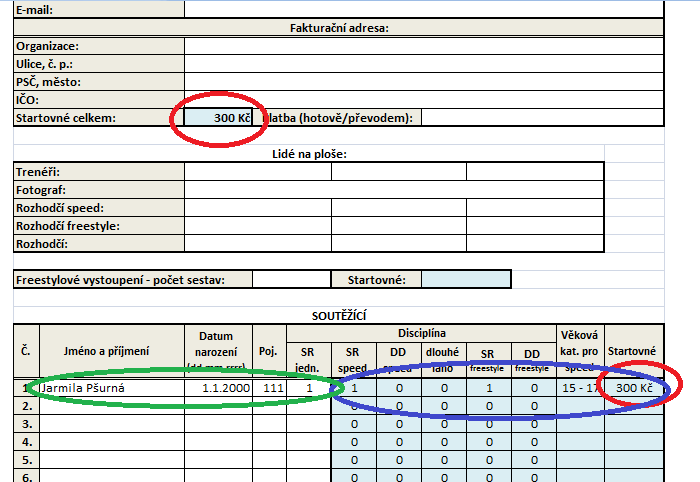 E-mail:
Fakturační adresa:
Organizace:
Ulice, č. p.:
PSČ, město:
IČO:
Startovné celkem: 300 Kč platba (hotově/převodem):
Lidé na ploše:
Trenéři:
Fotograf:
Rozhodčí speed:
Rozhodčí freestyle:
Rozhodčí:
Freestylové vystoupení - počet sestav: Startovné:
SOUTĚŽÍCÍ
Č. Jméno a příjmení Datum narození (dd.mm.rrrr) Poj. Disciplína Věková kat. pro speed Startovné
SR jedn. SR speed DD speed dlouhé lano SR freestyle DD freestyle
1. Jarmila Pšurná 1.1.2000 111 1 1 0 0 1 0 15 - 17 300 Kč
2. 0 0 0 0 0
3. 0 0 0 0 0
4. 0 0 0 0 0
5. 0 0 0 0 0
6. 0 0 0 0 0